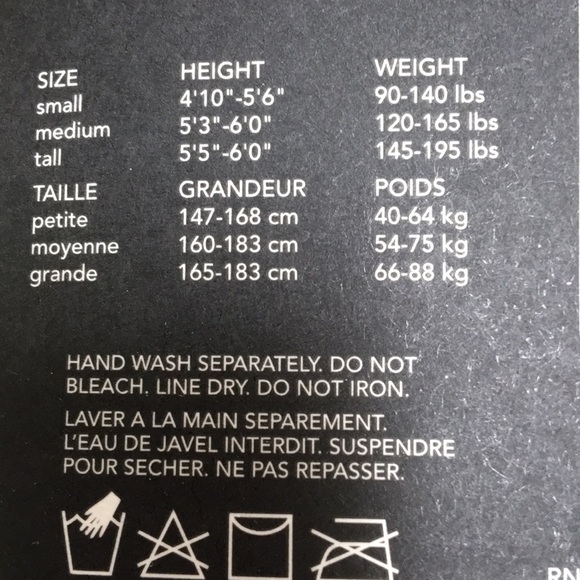 SIZE HEIGHT WEIGHT
small 4'10"-5'6" 90-140 lbs
medium 5'3"-6'0" 120-165 lbs
tall 5'5"-6'0" 145-195 lbs
TAILLE GRANDEUR POIDS
petite 147-168 cm 40-64 kg
moyenne 160-183 cm 54-75 kg
grande 165-183 cm 66-88 kg
HAND WASH SEPARATELY. DO NOT
BLEACH. LINE DRY. DO NOT IRON.
LAVER A LA MAIN SEPAREMENT.
L'EAU DE JAVEL INTERDIT. SUSPENDRE
POUR SECHER. NE PAS REPASSER.